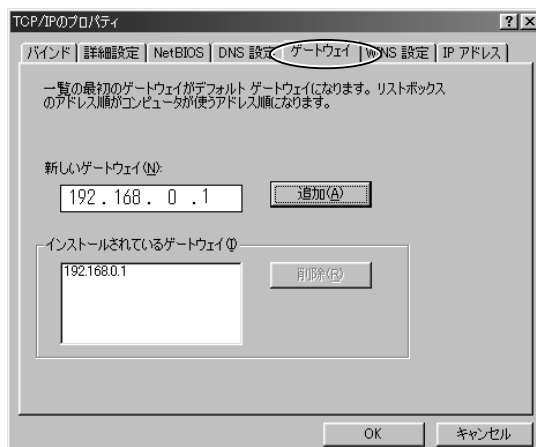 TCP/IPのプロパティ
バインド 詳細設定 NetBIOS DNS 設定 ゲートウェイ WINS 設定 IP アドレス
一覧の最初のゲートウェイがデフォルト ゲートウェイになります。リストボックス
のアドレス順がコンピュータが使うアドレス順になります。
新しいゲートウェイ(N):
192 . 168 . 0 . 1 追加(A)
インストールされているゲートウェイ(I)
192.168.0.1 削除(R)
OK キャンセル